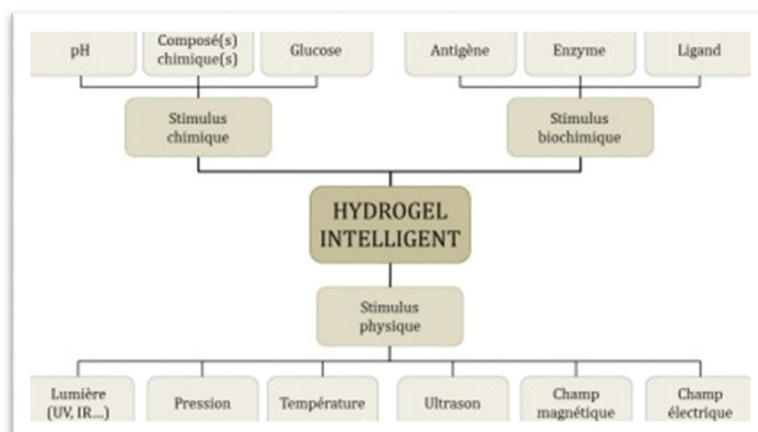 pH
Composé(s)
chimique(s)
Glucose
Antigène
Enzyme
Ligand
Stimulus
chimique
Stimulus
biochimique
HYDROGEL
INTELLIGENT
Stimulus
physique
Lumière
(UV, IR...)
Pression
Température
Ultrason
Champ
magnétique
Champ
électrique